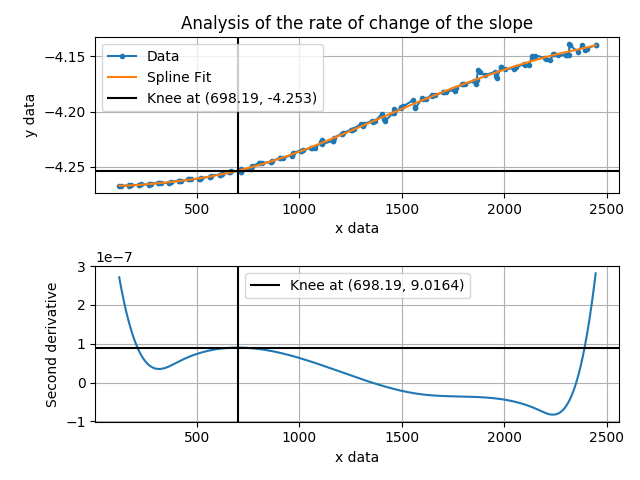 Analysis of the rate of change of the slope
Data
Spline Fit
Knee at (698.19, -4.253)
y data
−4.15
−4.20
−4.25
500 1000 1500 2000 2500
x data
1e−7
Knee at (698.19, 9.0164)
Second derivative
3
2
1
0
−1
500 1000 1500 2000 2500
x data